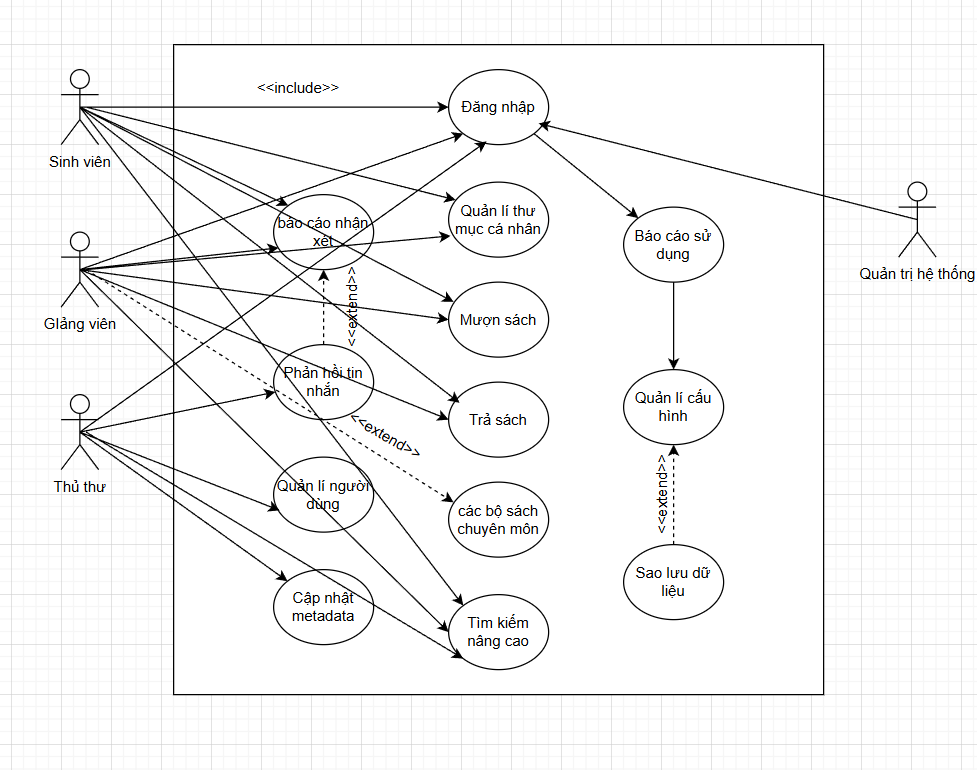 <<include>>
Đăng nhập
Sinh viên
báo cáo nhận
xét
Quản lí thư
mục cá nhân
Báo cáo sử
dụng
Quản trị hệ thống
GIảng viên
<<extend>>
Mượn sách
Phản hồi tin
nhắn
Quản lí cấu
hình
Trả sách
<<extend>>
Thủ thư
Quản lí người
dùng
<<extend>>
các bộ sách
chuyên môn
Sao lưu dữ
liệu
Cập nhật
metadata
Tìm kiếm
nâng cao